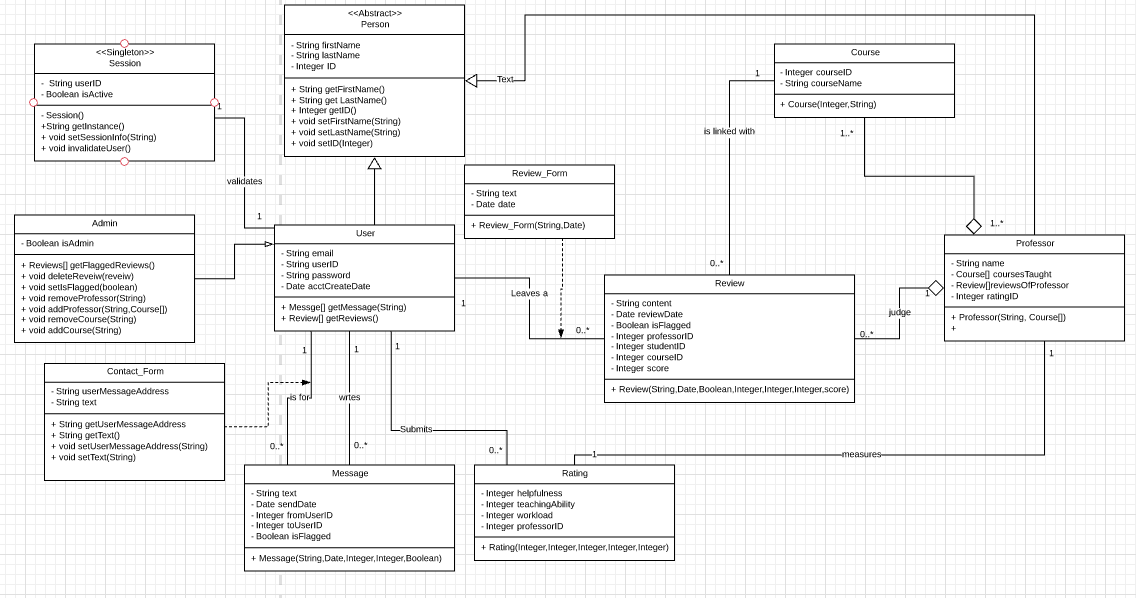 <<Abstract>>
Person
- String firstName
- String lastName
- Integer ID
+ String getFirstName()
+ String get LastName()
+ Integer getID()
+ void setFirstName(String)
+ void setLastName(String)
+ void setID(Integer)
<<Singleton>>
Session
- String userID
- Boolean isActive
- Session()
+String getInstance()
+ void setSessionInfo(String)
+ void invalidateUser()
1
validates
1
Text
Course
- Integer courseID
- String courseName
+ Course(Integer,String)
1
is linked with
0..*
1..*
1..*
Review_Form
- String text
- Date date
+ Review_Form(String,Date)
Admin
- Boolean isAdmin
+ Reviews[] getFlaggedReviews()
+ void deleteReveiw(reveiw)
+ void setIsFlagged(boolean)
+ void removeProfessor(String)
+ void addProfessor(String,Course[])
+ void removeCourse(String)
+ void addCourse(String)
User
- String email
- String userID
- String password
- Date acctCreateDate
+ Messge[] getMessage(String)
+ Review[] getReviews()
1
Leaves a
0..*
Review
- String content
- Date reviewDate
- Boolean isFlagged
- Integer professorID
- Integer studentID
- Integer courseID
- Integer score
+ Review(String,Date,Boolean,Integer,Integer,Integer,score)
Professor
- String name
- Course[] coursesTaught
- Review[]reviewsOfProfessor
- Integer ratingID
+ Professor(String, Course[])
+
1
judge
0..*
1
Contact_Form
- String userMessageAddress
- String text
+ String getUserMessageAddress
+ String getText()
+ void setUserMessageAddress(String)
+ void setText(String)
1
is for
0..*
1
wrtes
0..*
1
Submits
0..*
1
measures
Message
- String text
- Date sendDate
- Integer fromUserID
- Integer toUserID
- Boolean isFlagged
+ Message(String,Date,Integer,Integer,Boolean)
Rating
- Integer helpfulness
- Integer teachingAbility
- Integer workload
- Integer professorID
+ Rating(Integer,Integer,Integer,Integer,Integer)